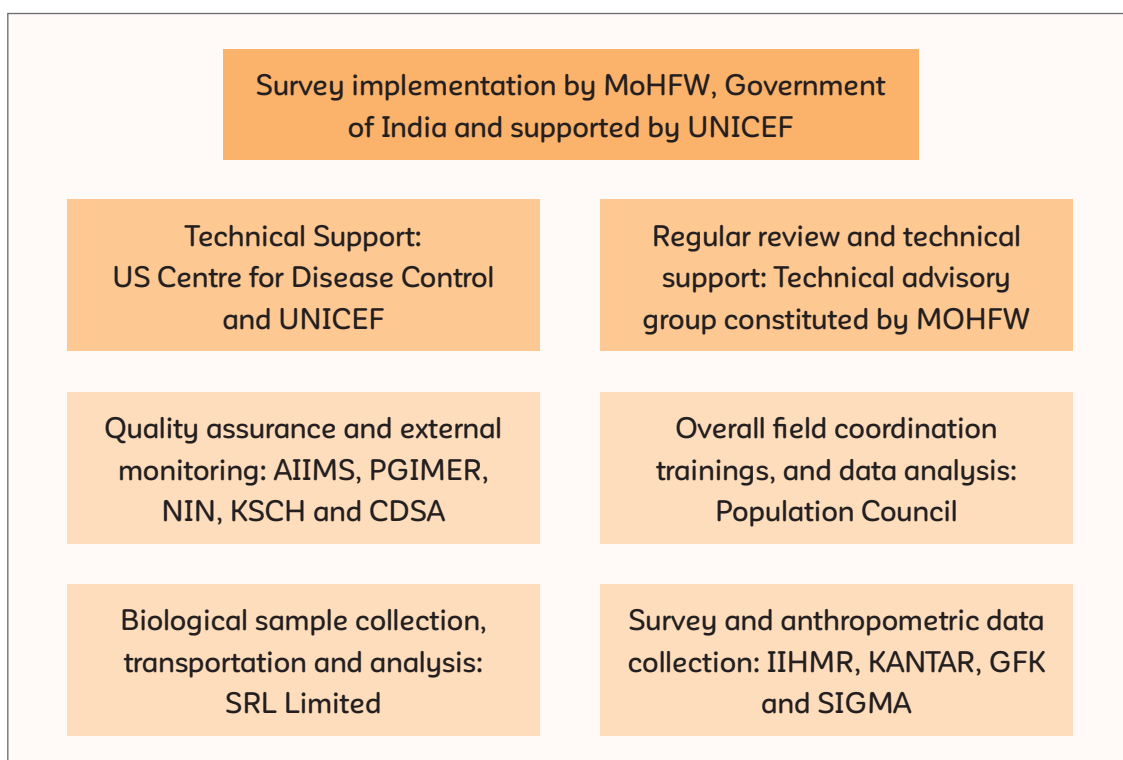 Survey implementation by MoHFW, Government
of India and supported by UNICEF
Technical Support:
US Centre for Disease Control
and UNICEF
Regular review and technical
support: Technical advisory
group constituted by MOHFW
Quality assurance and external
monitoring: AIIMS, PGIMER,
NIN, KSCH and CDSA
Overall field coordination
trainings, and data analysis:
Population Council
Biological sample collection,
transportation and analysis:
SRL Limited
Survey and anthropometric data
collection: IIHMR, KANTAR, GFK
and SIGMA